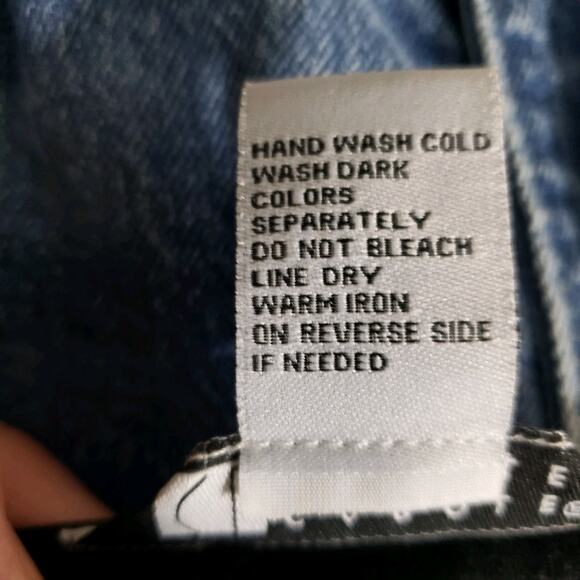 HAND WASH COLD
WASH DARK
COLORS
SEPARATELY
DO NOT BLEACH
LINE DRY
WARM IRON
ON REVERSE SIDE
IF NEEDED